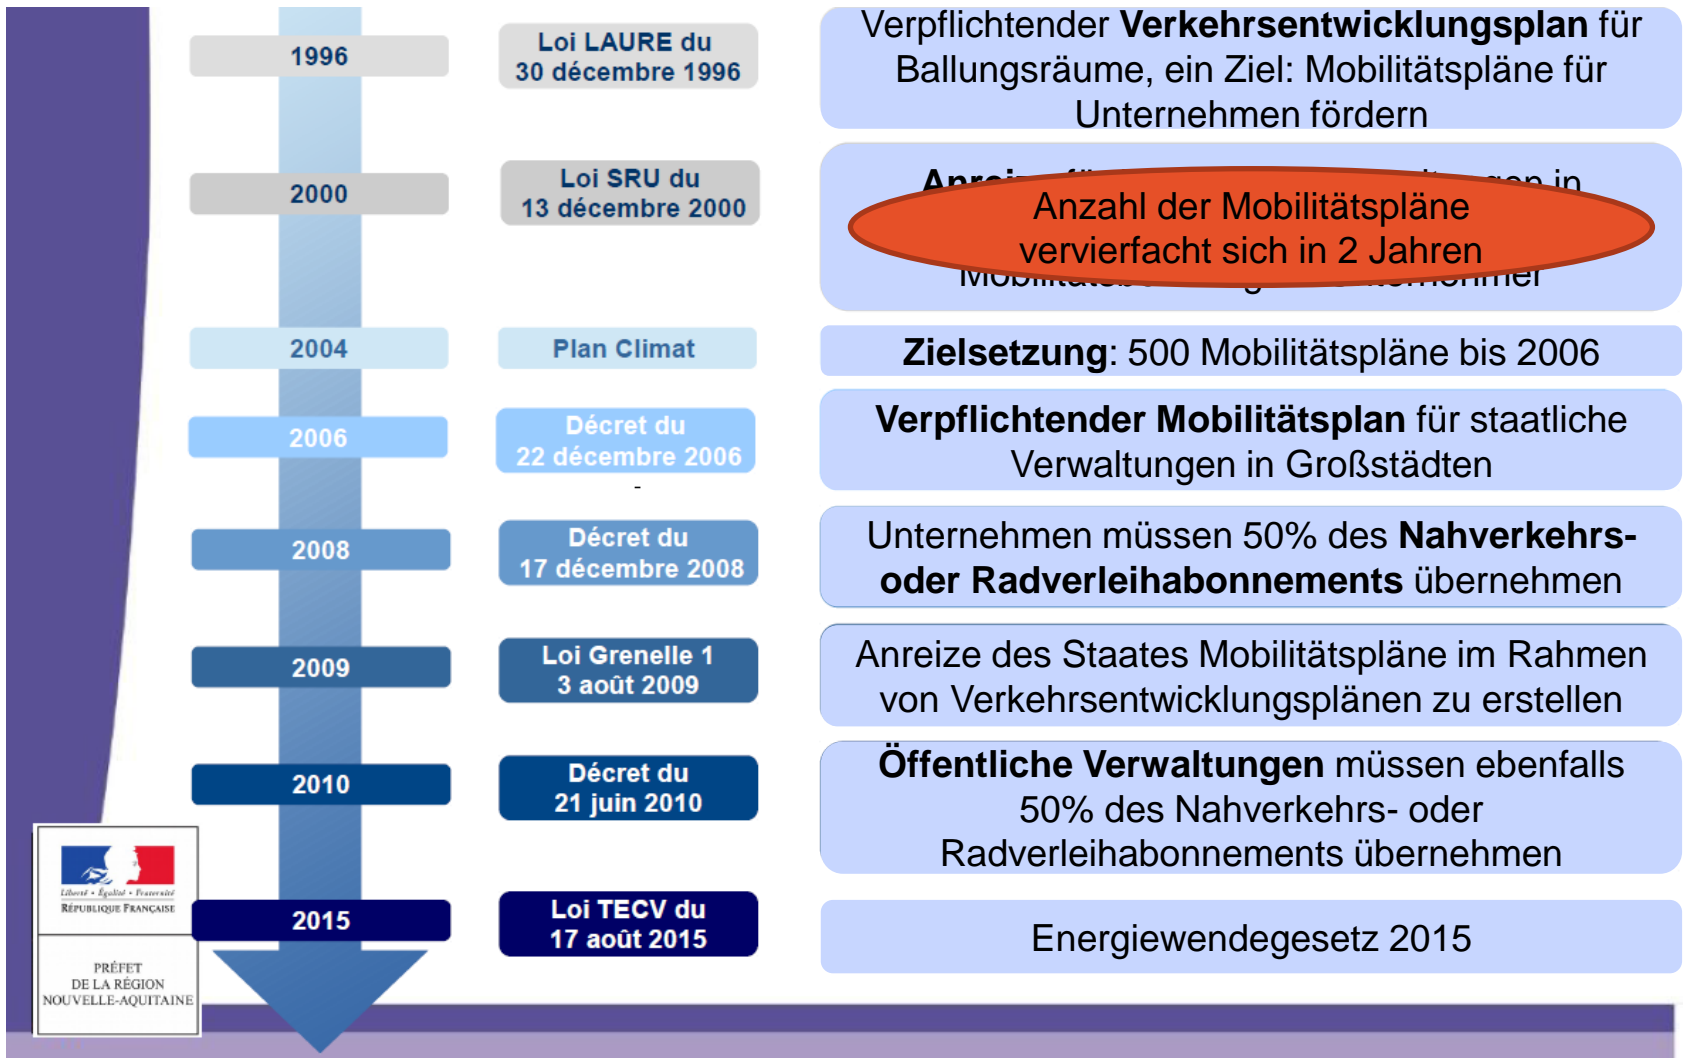 1996
Loi LAURE du
30 décembre 1996
Verpflichtender Verkehrsentwicklungsplan für
Ballungsräume, ein Ziel: Mobilitätspläne für
Unternehmen fördern
2000
Loi SRU du
13 décembre 2000
in
Anzahl der Mobilitätspläne
vervierfacht sich in 2 Jahren
2004
Plan Climat
Zielsetzung: 500 Mobilitätspläne bis 2006
2006
Décret du
22 décembre 2006
-
Verpflichtender Mobilitätsplan für staatliche
Verwaltungen in Großstädten
2008
Décret du
17 décembre 2008
Unternehmen müssen 50% des Nahverkehrs-
oder Radverleihabonnements übernehmen
2009
Loi Grenelle 1
3 août 2009
Anreize des Staates Mobilitätspläne im Rahmen
von Verkehrsentwicklungsplänen zu erstellen
2010
Décret du
21 juin 2010
Öffentliche Verwaltungen müssen ebenfalls
50% des Nahverkehrs- oder
Radverleihabonnements übernehmen
2015
Loi TECV du
17 août 2015
Energiewendegesetz 2015
Liberté • Égalité • Fraternité
RÉPUBLIQUE FRANÇAISE
PRÉFET
DE LA RÉGION
NOUVELLE-AQUITAINE